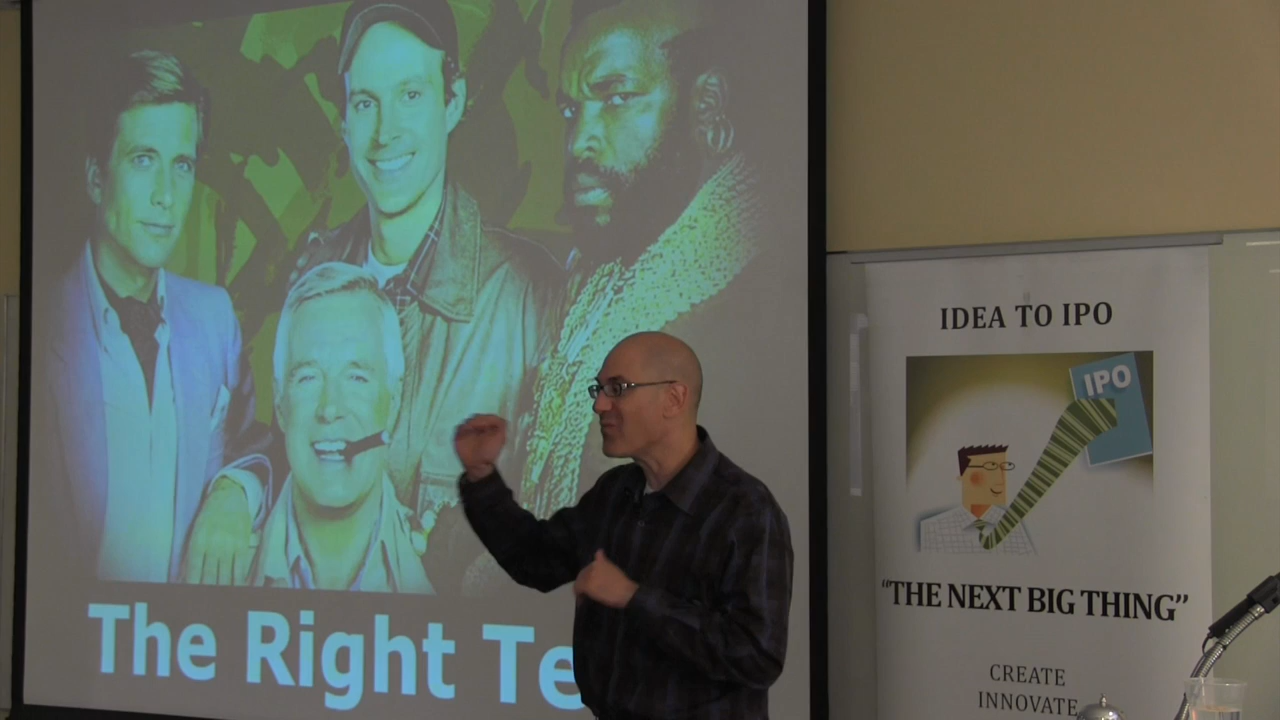 The Right Te
IDEA TO IPO
IPO
“THE NEXT BIG THING”
CREATE
INNOVATE